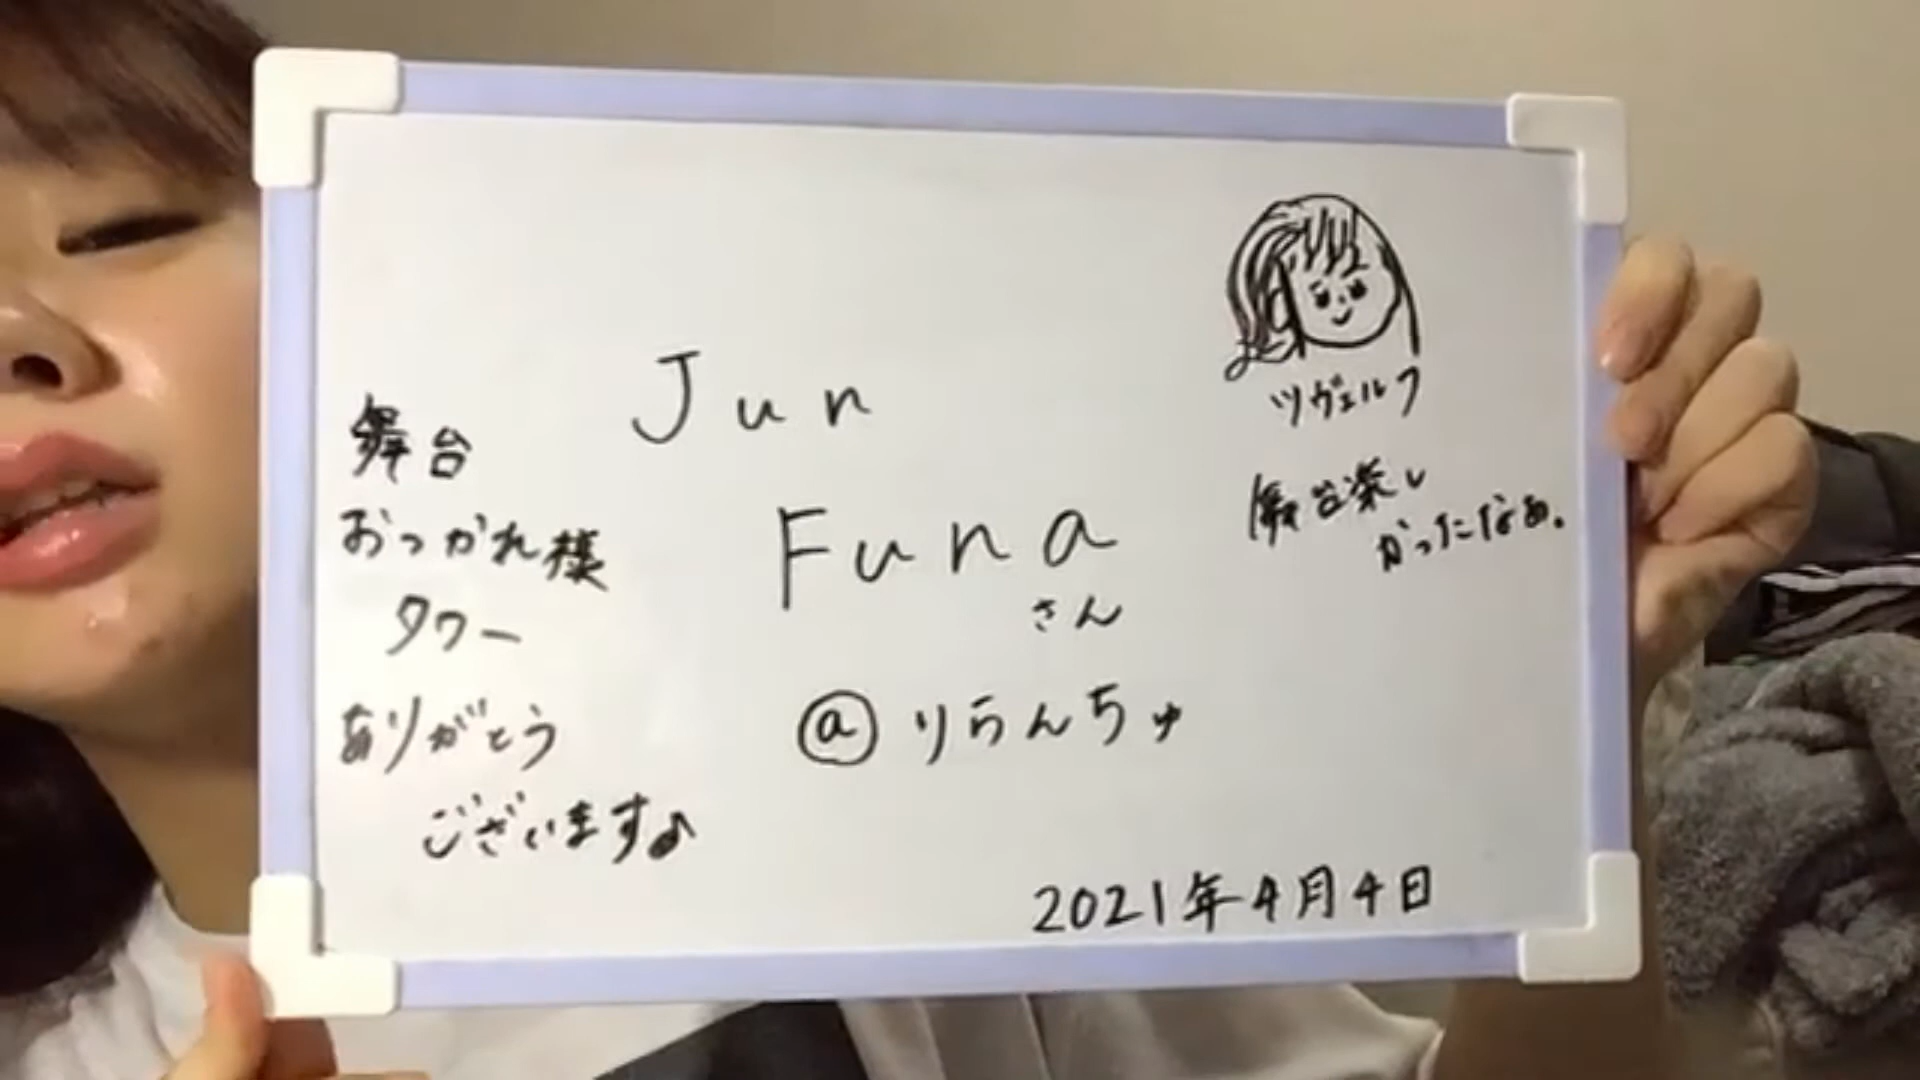 舞台
おっかれ様
タワー
ありがとう
ございます♪
Jun
Funa
さん
@りらんちゅ
ツヴェルフ
舞台楽し
かったなぁ。
2021年4月4日